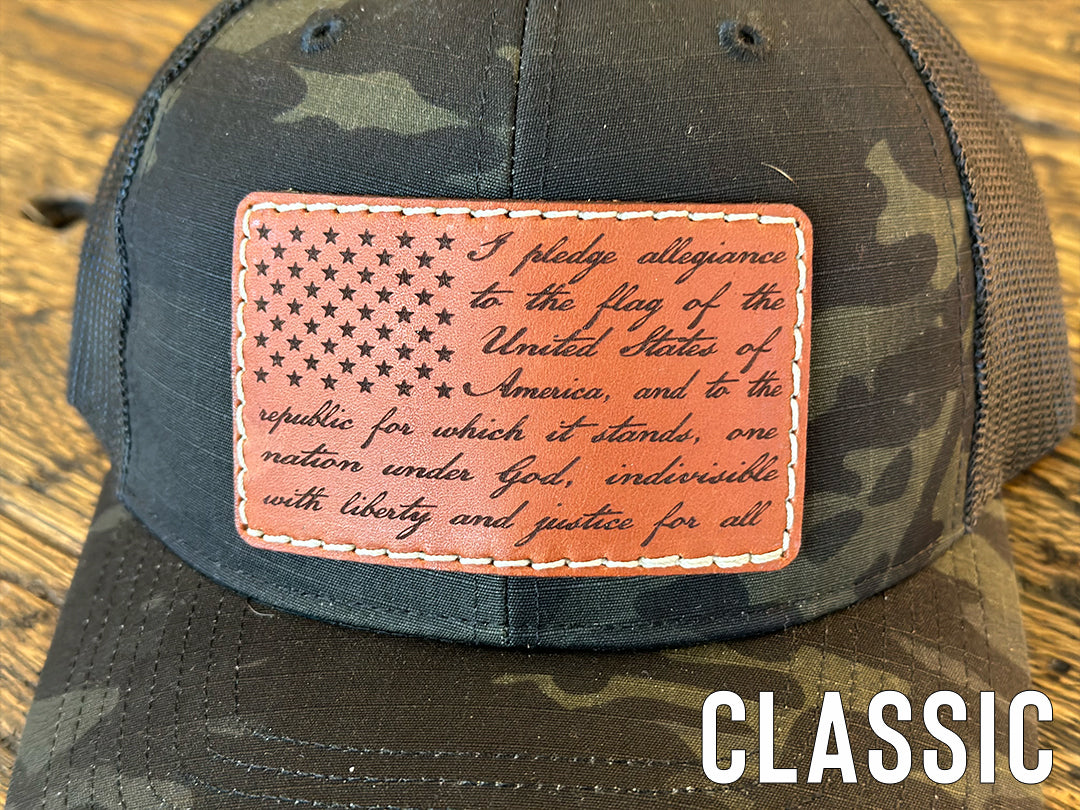 I pledge allegiance
to the flag of the
United States of
America, and to the
republic for which it stands, one
nation under God, indivisible
with liberty and justice for all
CLASSIC